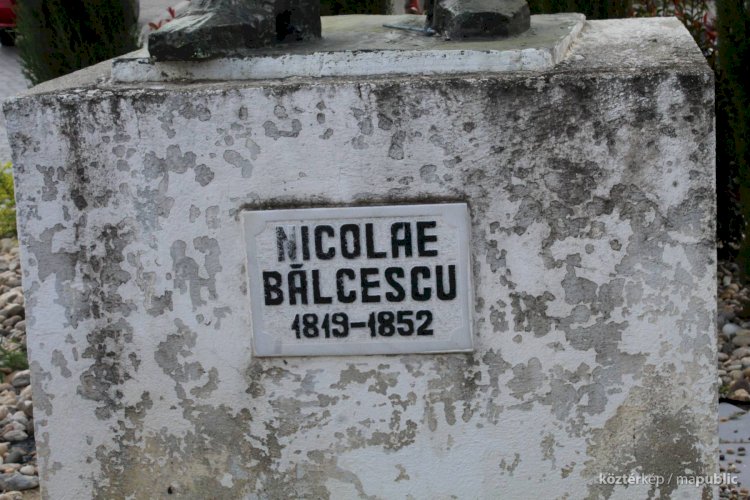 NICOLAE
BĂLCESCU
1819-1852
köztérkép / mapublic